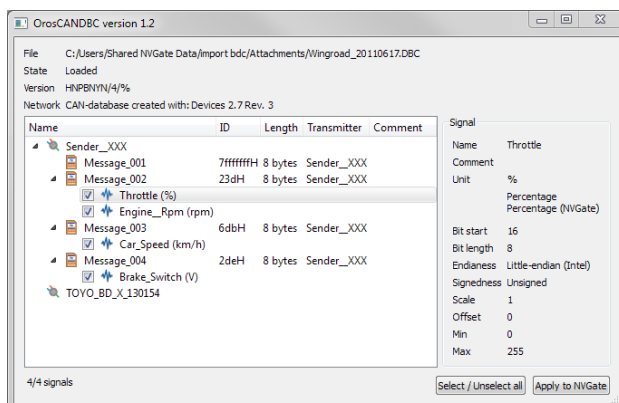 OrosCANDBC version 1.2
File C:/Users/Shared NVGate Data/import bdc/Attachments/Wingroad_20110617.DBC
State Loaded
Version HNPBNYN/4/%
Network CAN-database created with: Devices 2.7 Rev. 3
Name ID Length Transmitter Comment
Sender__XXX
Message_001 7fffffffH 8 bytes Sender__XXX
Message_002 23dH 8 bytes Sender__XXX
Throttle (%)
Engine__Rpm (rpm)
Message_003 6dbH 8 bytes Sender__XXX
Car_Speed (km/h)
Message_004 2deH 8 bytes Sender__XXX
Brake_Switch (V)
TOYO_BD_X_130154
4/4 signals
Signal
Name Throttle
Comment
Unit %
Percentage
Percentage (NVGate)
Bit start 16
Bit length 8
Endianess Little-endian (Intel)
Signedness Unsigned
Scale 1
Offset 0
Min 0
Max 255
Select / Unselect all Apply to NVGate